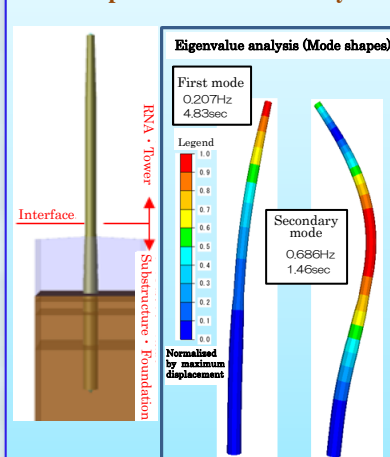 Eigenvalue analysis (Mode shapes)
First mode
0.207Hz
4.83sec
Legend
1.0
0.9
0.8
0.7
0.6
0.5
0.4
0.3
0.2
0.1
0.0
Normalized
by maximum
displacement
Secondary
mode
0.686Hz
1.46sec
RNA・Tower
Interface
Substructure・Foundation